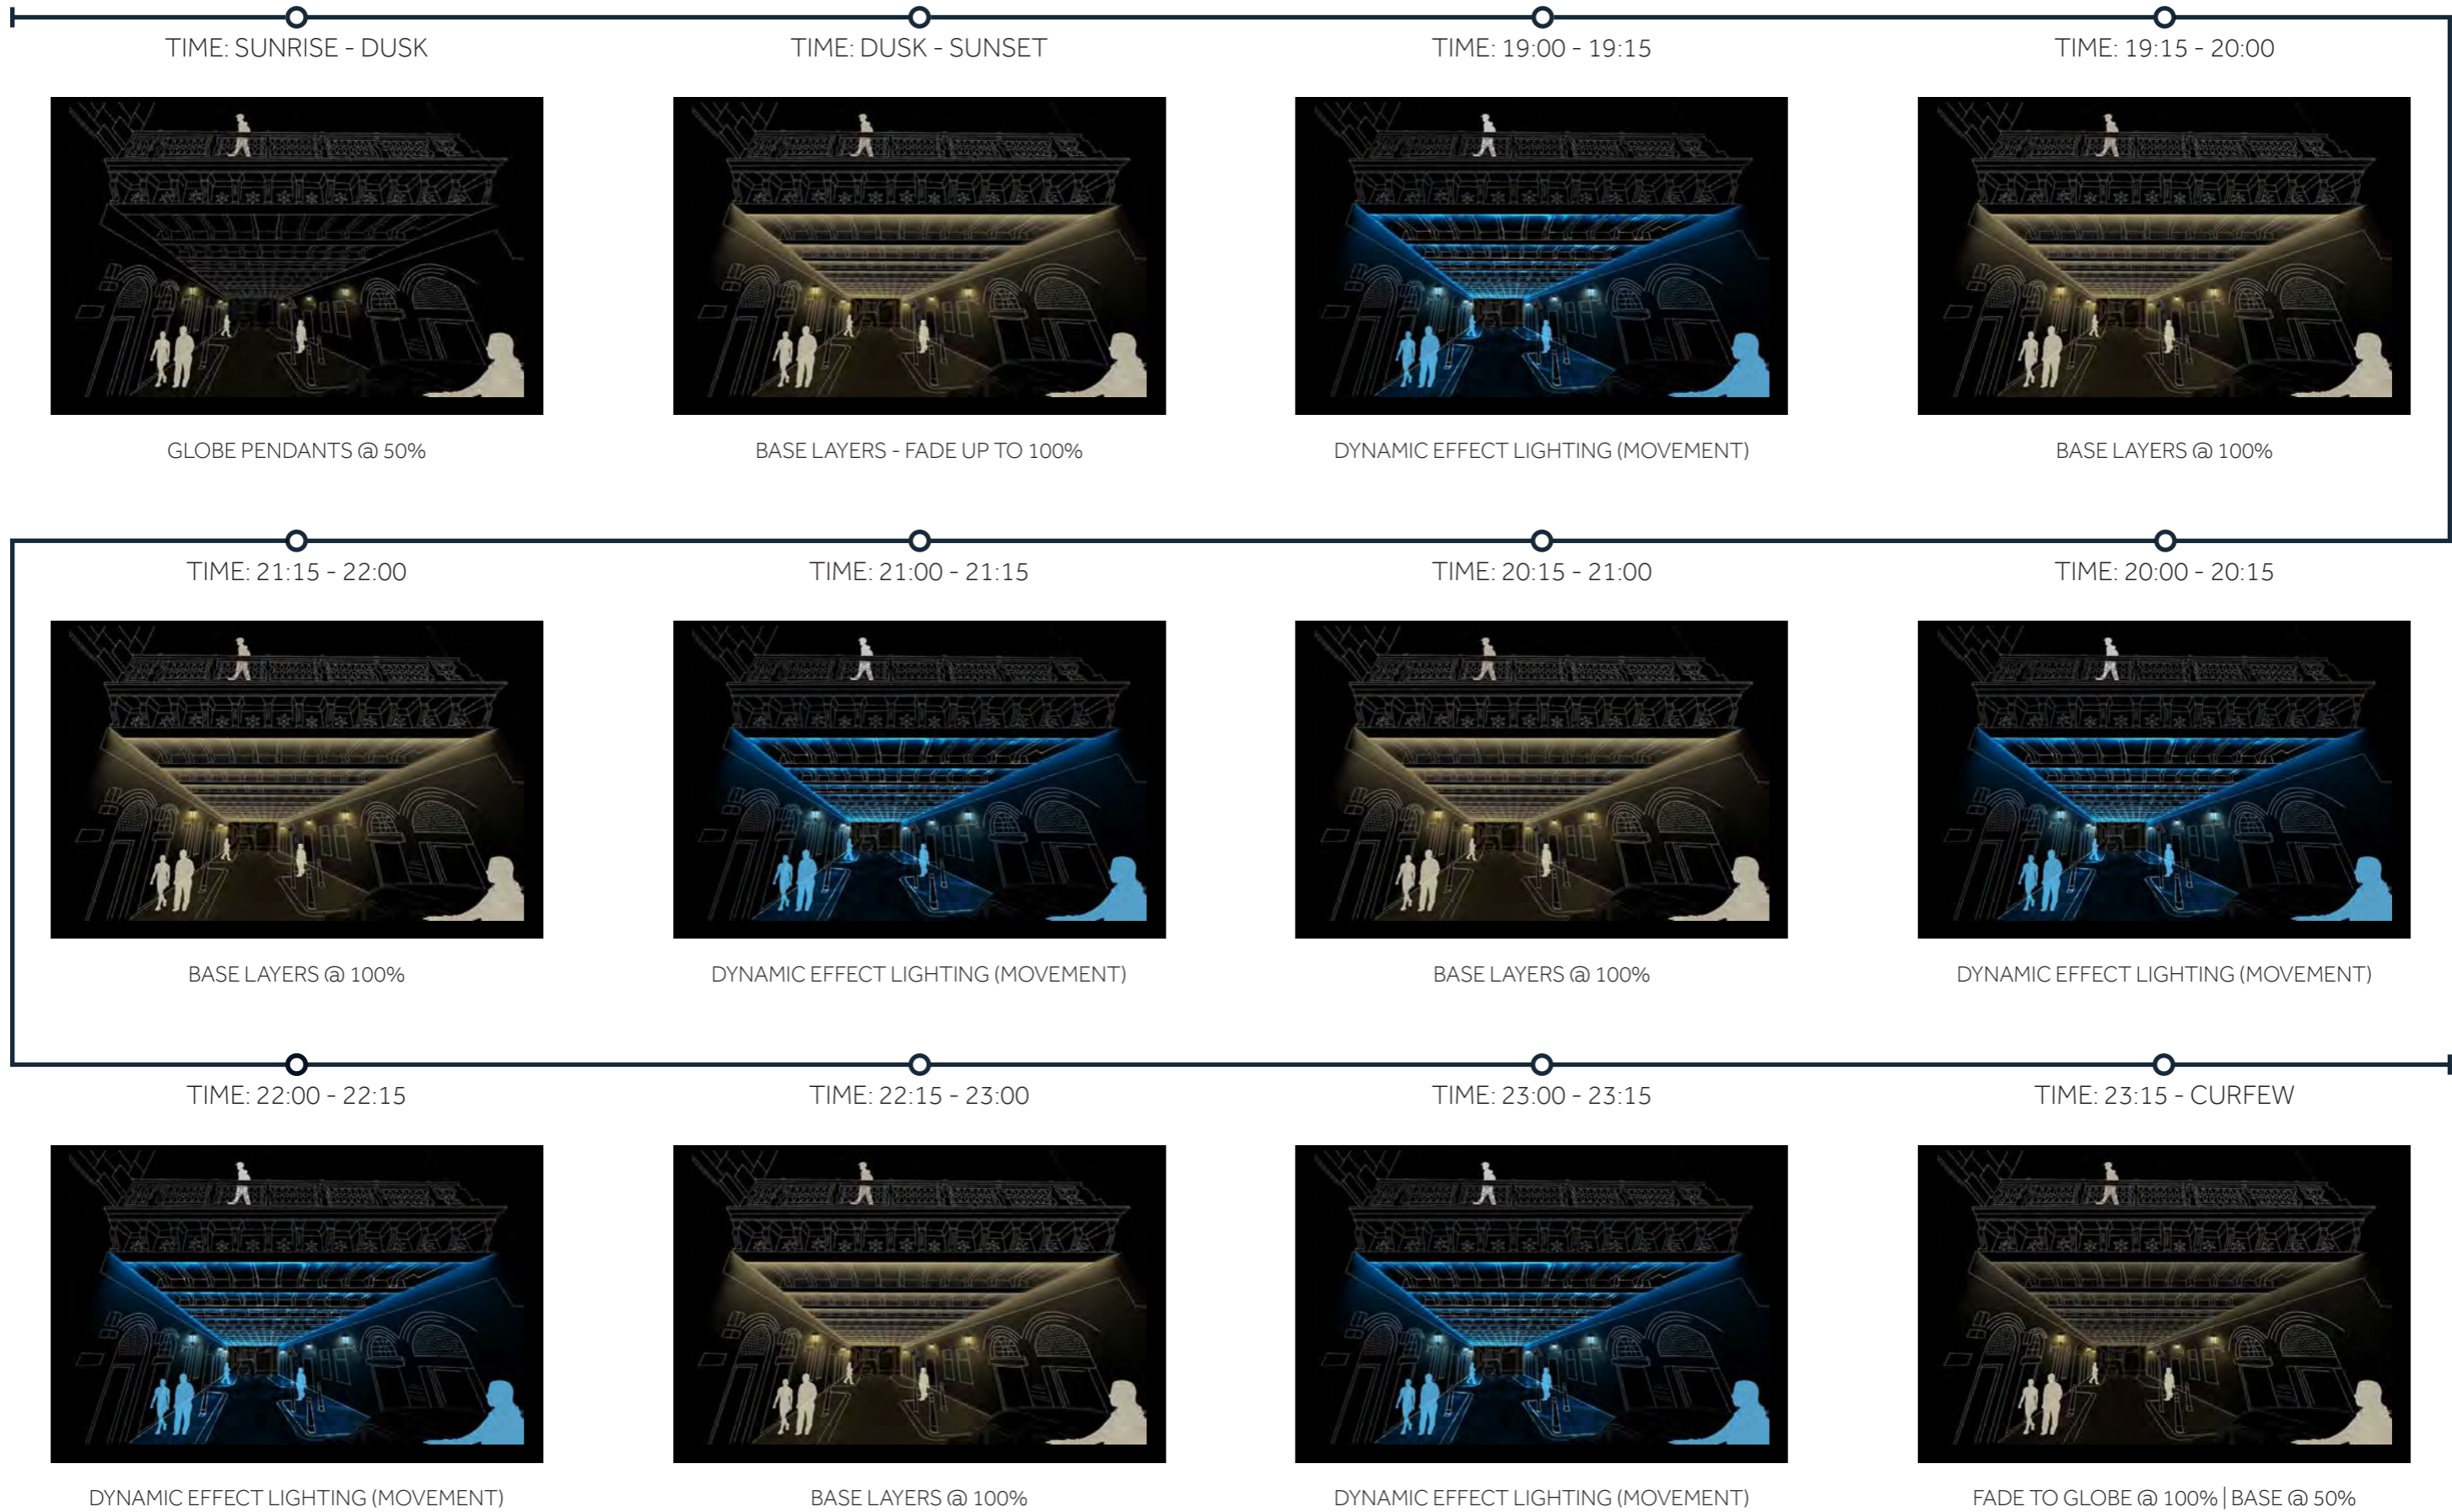 TIME: SUNRISE - DUSK
GLOBE PENDANTS @ 50%
TIME: DUSK - SUNSET
BASE LAYERS - FADE UP TO 100%
TIME: 19:00 - 19:15
DYNAMIC EFFECT LIGHTING (MOVEMENT)
TIME: 19:15 - 20:00
BASE LAYERS @ 100%
TIME: 20:00 - 20:15
DYNAMIC EFFECT LIGHTING (MOVEMENT)
TIME: 20:15 - 21:00
BASE LAYERS @ 100%
TIME: 21:00 - 21:15
DYNAMIC EFFECT LIGHTING (MOVEMENT)
TIME: 21:15 - 22:00
BASE LAYERS @ 100%
TIME: 22:00 - 22:15
DYNAMIC EFFECT LIGHTING (MOVEMENT)
TIME: 22:15 - 23:00
BASE LAYERS @ 100%
TIME: 23:00 - 23:15
DYNAMIC EFFECT LIGHTING (MOVEMENT)
TIME: 23:15 - CURFEW
FADE TO GLOBE @ 100% | BASE @ 50%